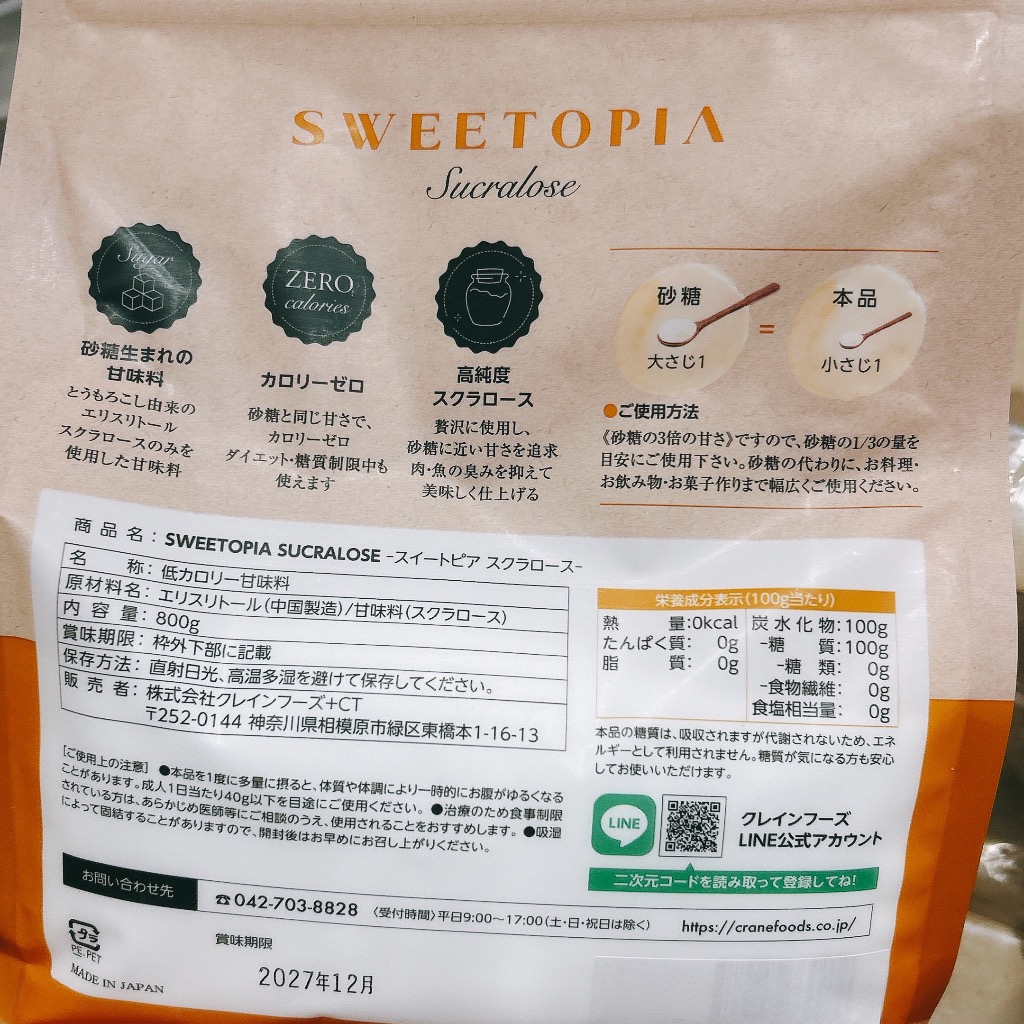 SWEETOPIA
Sucralose
Sugar
砂糖生まれの
甘味料
とうもろこし由来の
エリスリトール
スクラロースのみを
使用した甘味料
ZERO
calories
カロリーゼロ
砂糖と同じ甘さで、
カロリーゼロ
ダイエット・糖質制限中も
使えます
高純度
スクラロース
贅沢に使用し、
砂糖に近い甘さを追求
肉・魚の臭みを抑えて
美味しく仕上げる
砂糖
大さじ1
=
本品
小さじ1
●ご使用方法
《砂糖の3倍の甘さ》ですので、砂糖の1/3の量を
目安にご使用下さい。砂糖の代わりに、お料理・
お飲み物・お菓子作りまで幅広くご使用ください。
商品名：SWEETOPIA SUCRALOSE -スイートピア スクラロース-
名称：低カロリー甘味料
原材料名：エリスリトール（中国製造）/甘味料（スクラロース）
内容量：800g
賞味期限：枠外下部に記載
保存方法：直射日光、高温多湿を避けて保存してください。
販売者：株式会社クレインフーズ+CT
〒252-0144 神奈川県相模原市緑区東橋本1-16-13
栄養成分表示（100g当たり）
熱量：0kcal
たんぱく質：0g
脂質：0g
炭水化物：100g
-糖質：100g
-糖類：0g
-食物繊維：0g
食塩相当量：0g
本品の糖質は、吸収されますが代謝されないため、エネ
ルギーとして利用されません。糖質が気になる方も安心
してお使いいただけます。
［ご使用上の注意］ ●本品を1度に多量に摂ると、体質や体調により一時的にお腹がゆるくなる
ことがあります。成人1日当たり40g以下を目途にご使用ください。 ●治療のため食事制限
されている方は、あらかじめ医師等にご相談のうえ、使用されることをおすすめします。 ●吸湿
によって固結することがありますので、開封後はお早めにお召し上がりください。
LINE
クレインフーズ
LINE公式アカウント
二次元コードを読み取って登録してね!
お問い合わせ先
☎042-703-8828 〈受付時間〉平日9:00～17:00（土・日・祝日は除く） https://cranefoods.co.jp/
プラ
PE・PET
MADE IN JAPAN
賞味期限
2027年12月